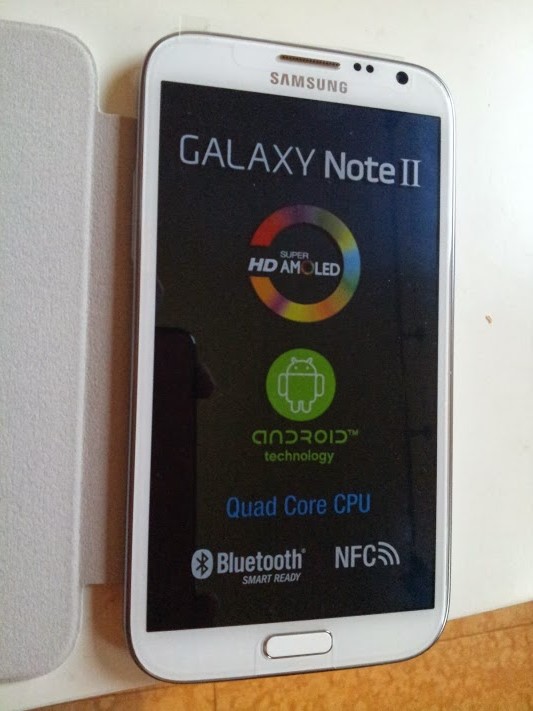 SAMSUNG
GALAXY Note II
SUPER
HD AMOLED
ANDROID™
technology
Quad Core CPU
Bluetooth®
SMART READY
NFC